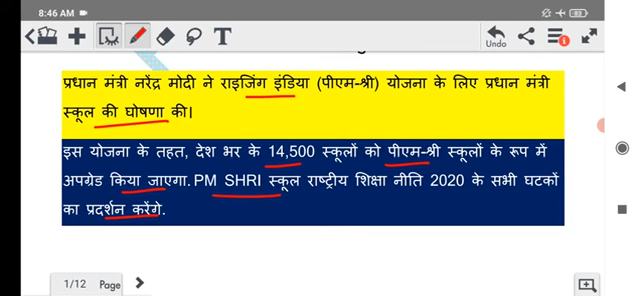 8:46 AM
83
T
Undo
प्रधान मंत्री नरेंद्र मोदी ने राइजिंग इंडिया (पीएम-श्री) योजना के लिए प्रधान मंत्री
स्कूल की घोषणा की।
इस योजना के तहत, देश भर के 14,500 स्कूलों को पीएम-श्री स्कूलों के रूप में
अपग्रेड किया जाएगा. PM SHRI स्कूल राष्ट्रीय शिक्षा नीति 2020 के सभी घटकों
का प्रदर्शन करेंगे.
1/12 Page